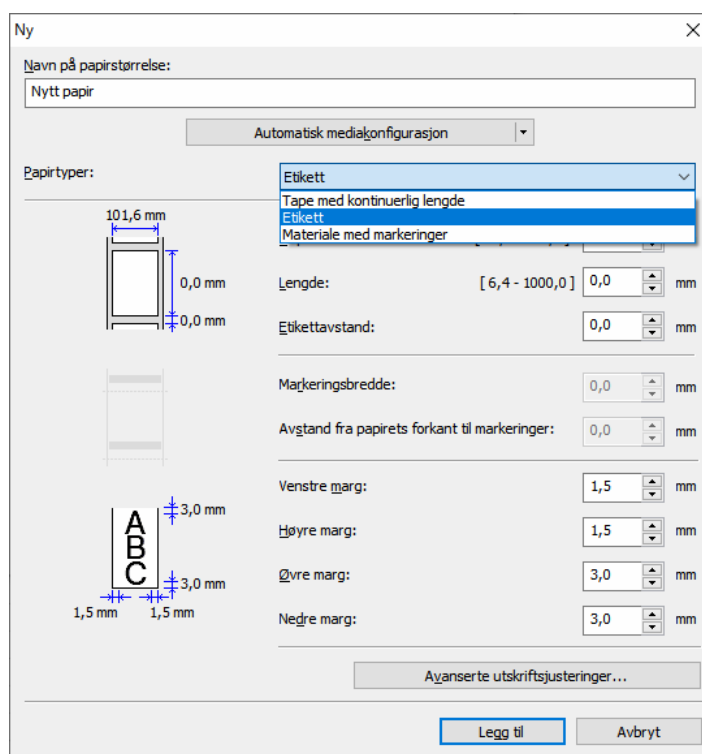 Ny
Navn på papirstørrelse:
Nytt papir
Automatisk mediakonfigurasjon
Papirtyper:
Etikett
Tape med kontinuerlig lengde
Etikett
Materiale med markeringer
101,6 mm
0,0 mm
Lengde: [ 6,4 - 1000,0 ] 0,0 mm
0,0 mm
Etikettavstand: 0,0 mm
Markeringsbredde: 0,0 mm
Avstand fra papirets forkant til markeringer: 0,0 mm
Venstre marg: 1,5 mm
3,0 mm
A
B
C
Høyre marg: 1,5 mm
Øvre marg: 3,0 mm
3,0 mm
1,5 mm 1,5 mm
Nedre marg: 3,0 mm
Avanserte utskriftsjusteringer...
Legg til Avbryt